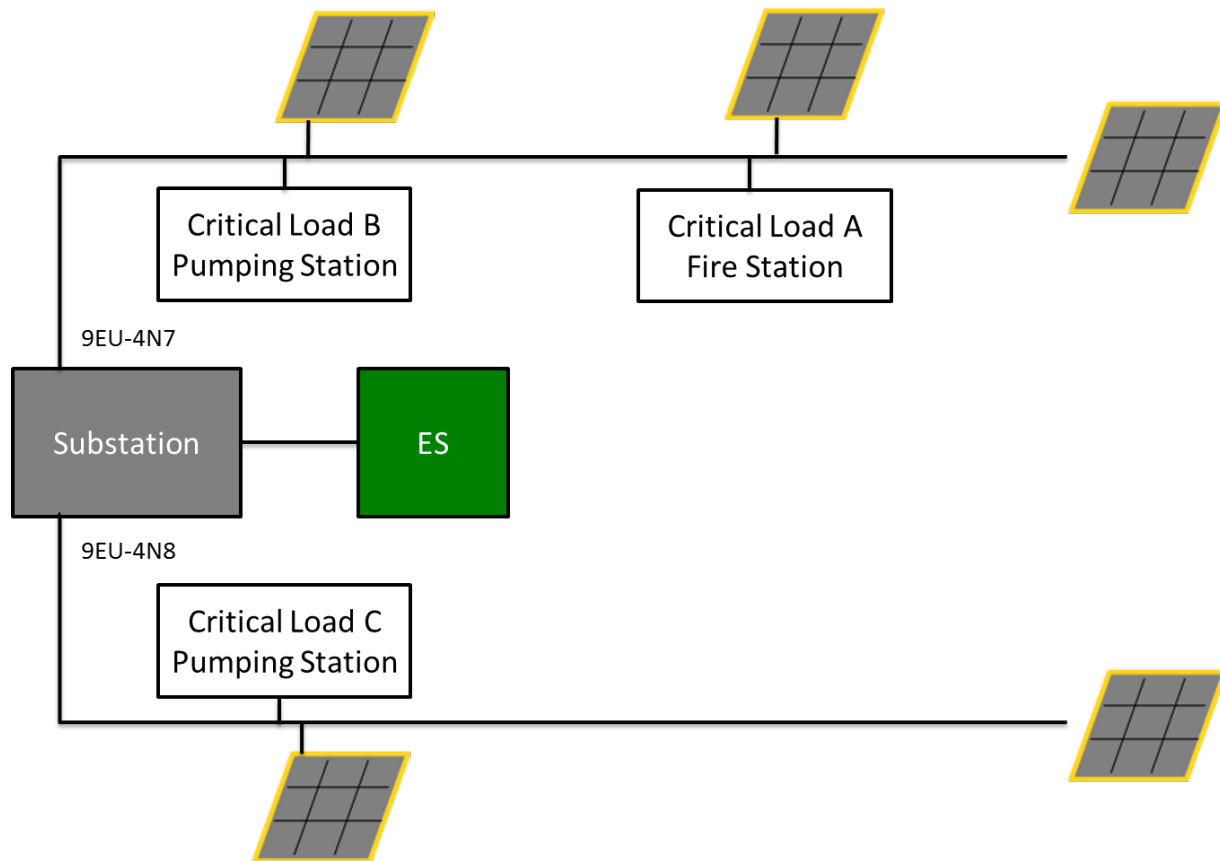 Critical Load B
Pumping Station
Critical Load A
Fire Station
9EU-4N7
Substation
ES
9EU-4N8
Critical Load C
Pumping Station